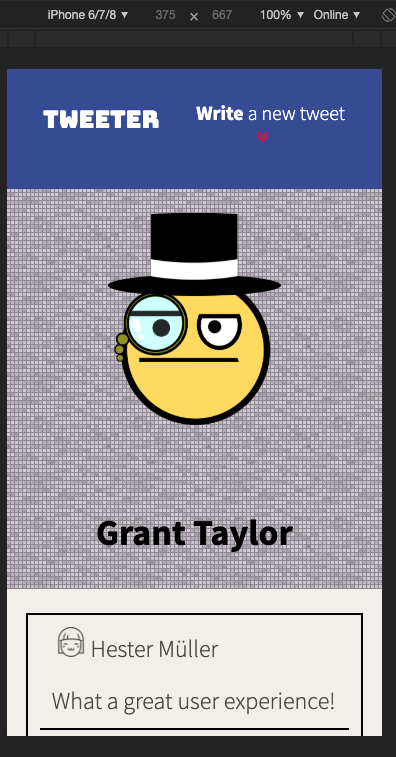 iPhone 6/7/8 ▼ 375 × 667 100% ▼ Online ▼
TWEETER
Write a new tweet
Grant Taylor
Hester Müller
What a great user experience!